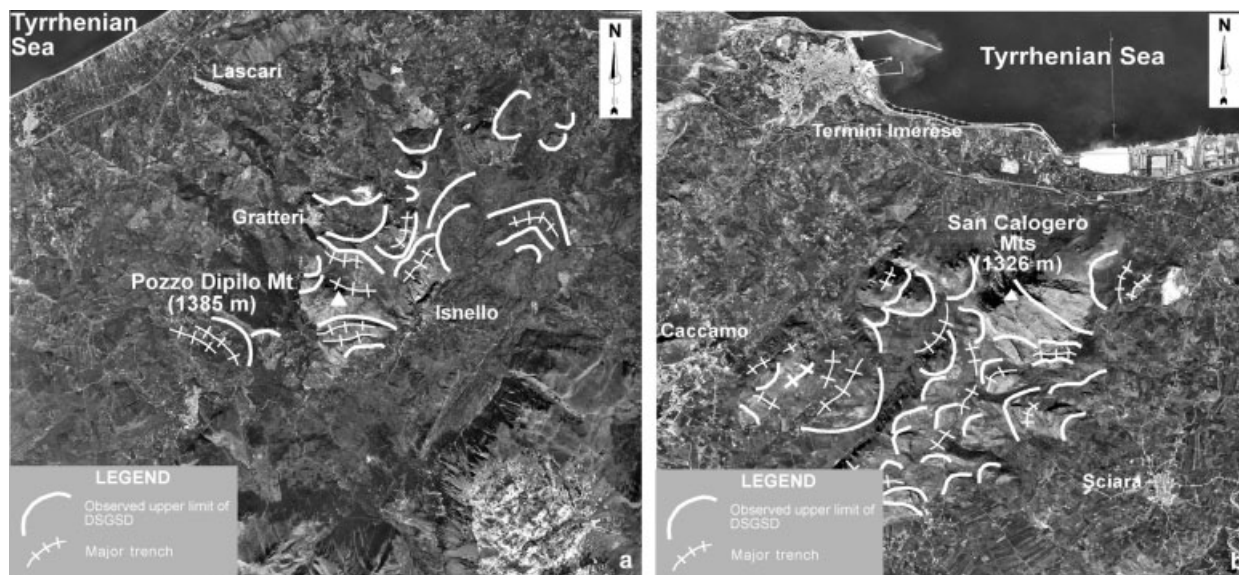 Tyrrhenian
Sea
N
Lascari
Gratteri
Pozzo Dipilo Mt
(1385 m)
Isnello
LEGEND
Observed upper limit of
DSGSD
Major trench
a
N
Tyrrhenian Sea
Termini Imerese
San Calogero
Mts
(1326 m)
Caccamo
Sciara
LEGEND
Observed upper limit of
DSGSD
Major trench
b